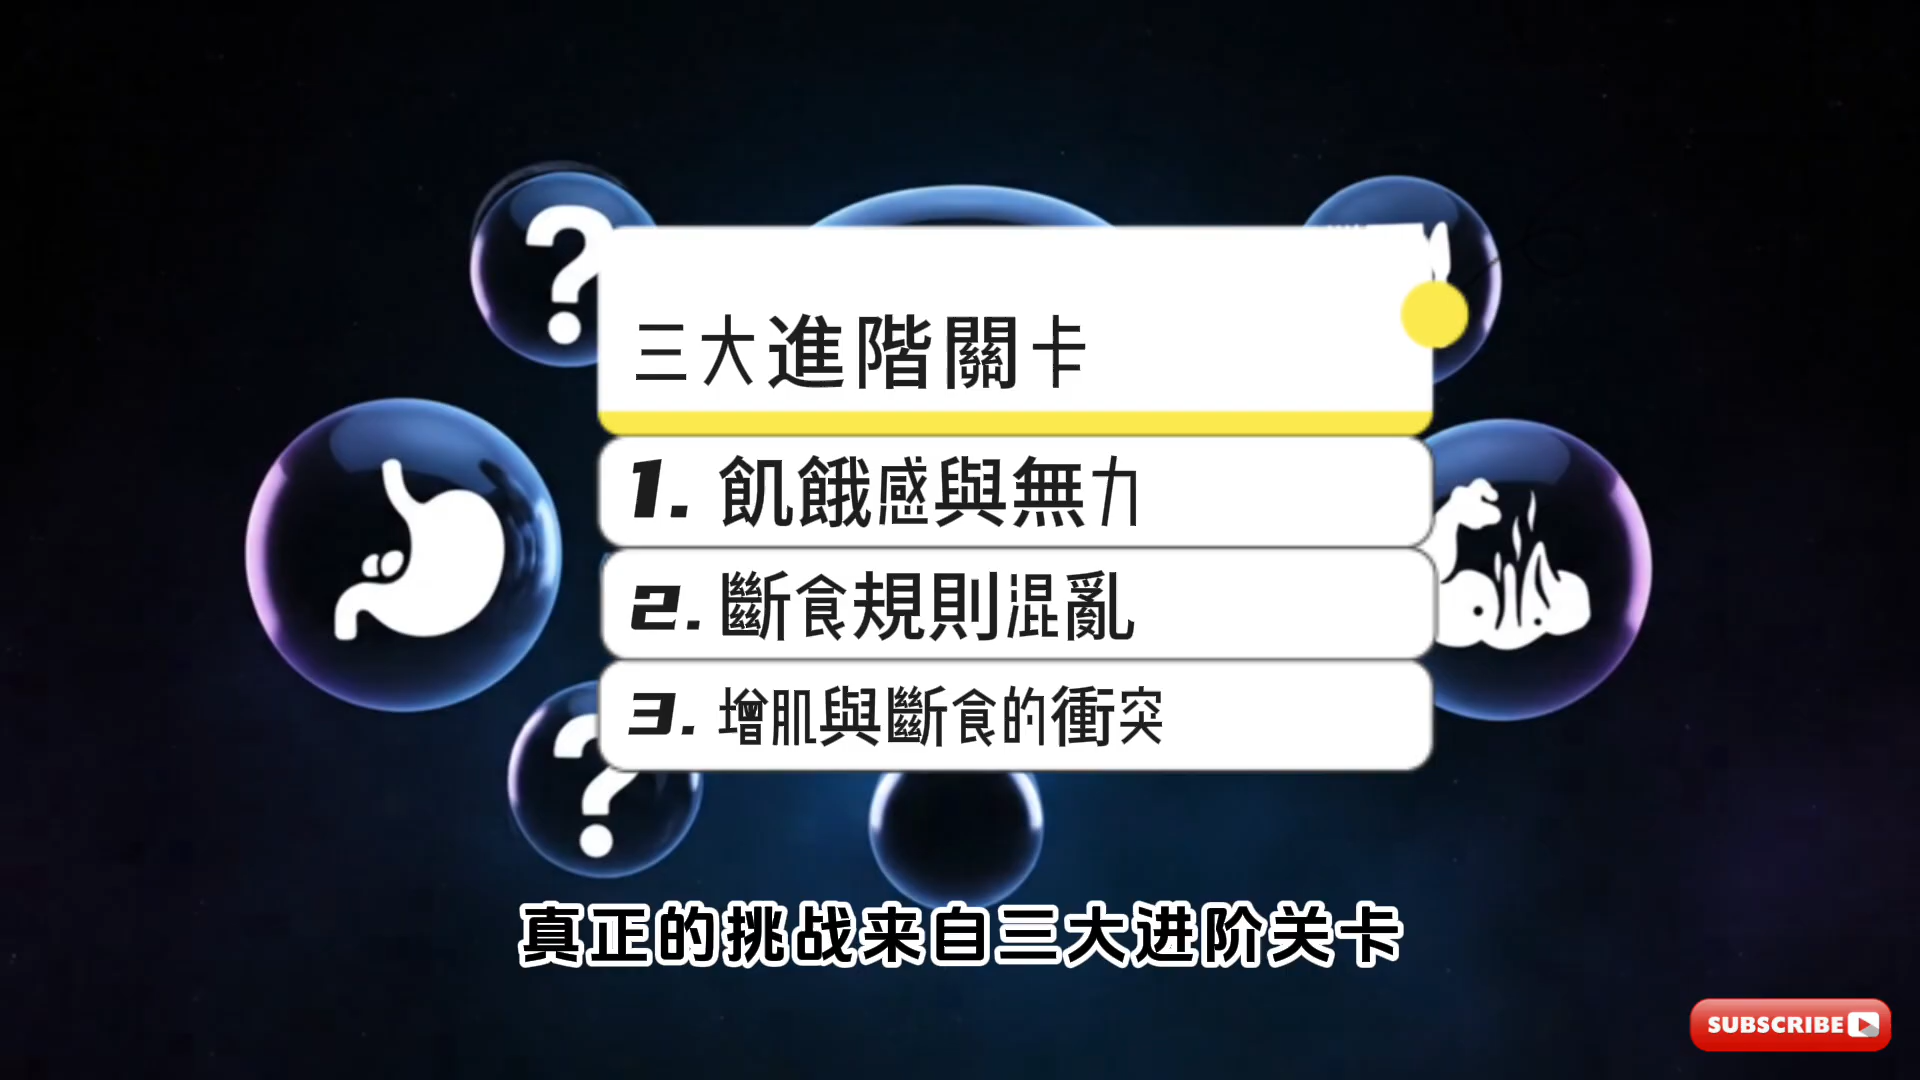 三大進階關卡
1. 飢餓感與無力
2. 斷食規則混亂
3. 增肌與斷食的衝突
真正的挑战来自三大进阶关卡
SUBSCRIBE